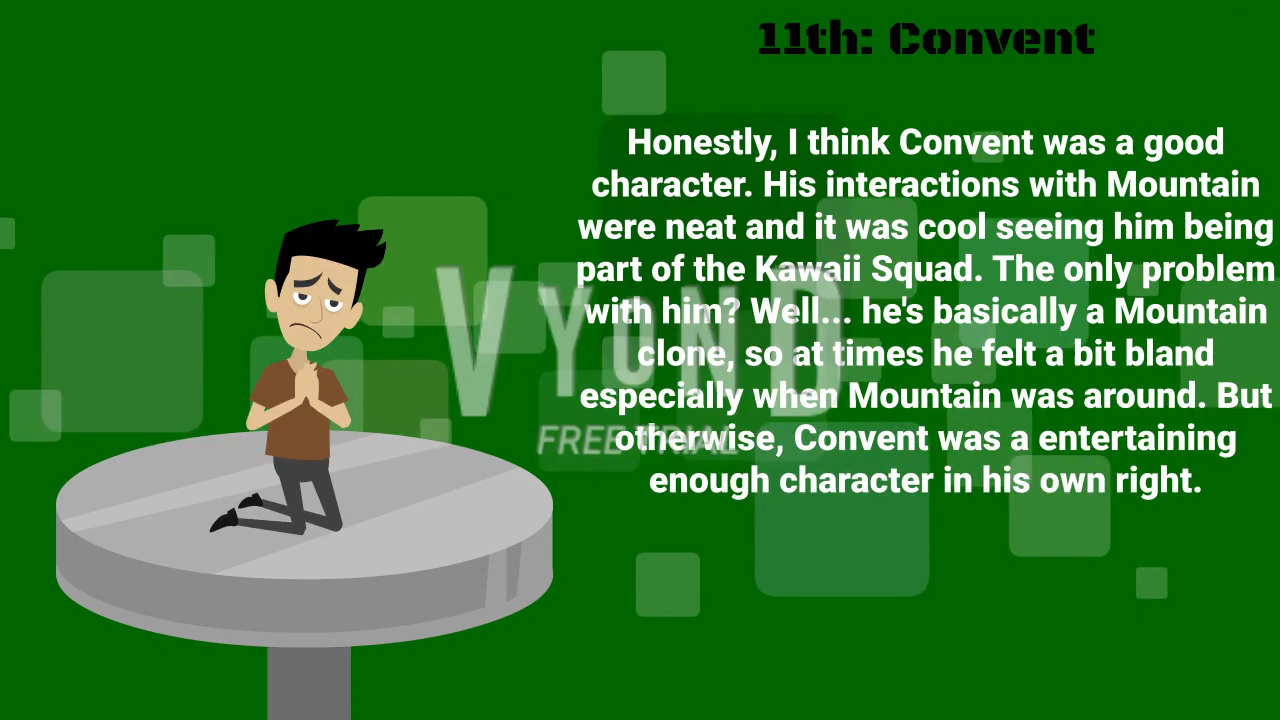 11th: Convent
Honestly, I think Convent was a good
character. His interactions with Mountain
were neat and it was cool seeing him being
part of the Kawaii Squad. The only problem
with him? Well... he's basically a Mountain
clone, so at times he felt a bit bland
especially when Mountain was around. But
otherwise, Convent was a entertaining
enough character in his own right.
VYOND
FREE TRIAL